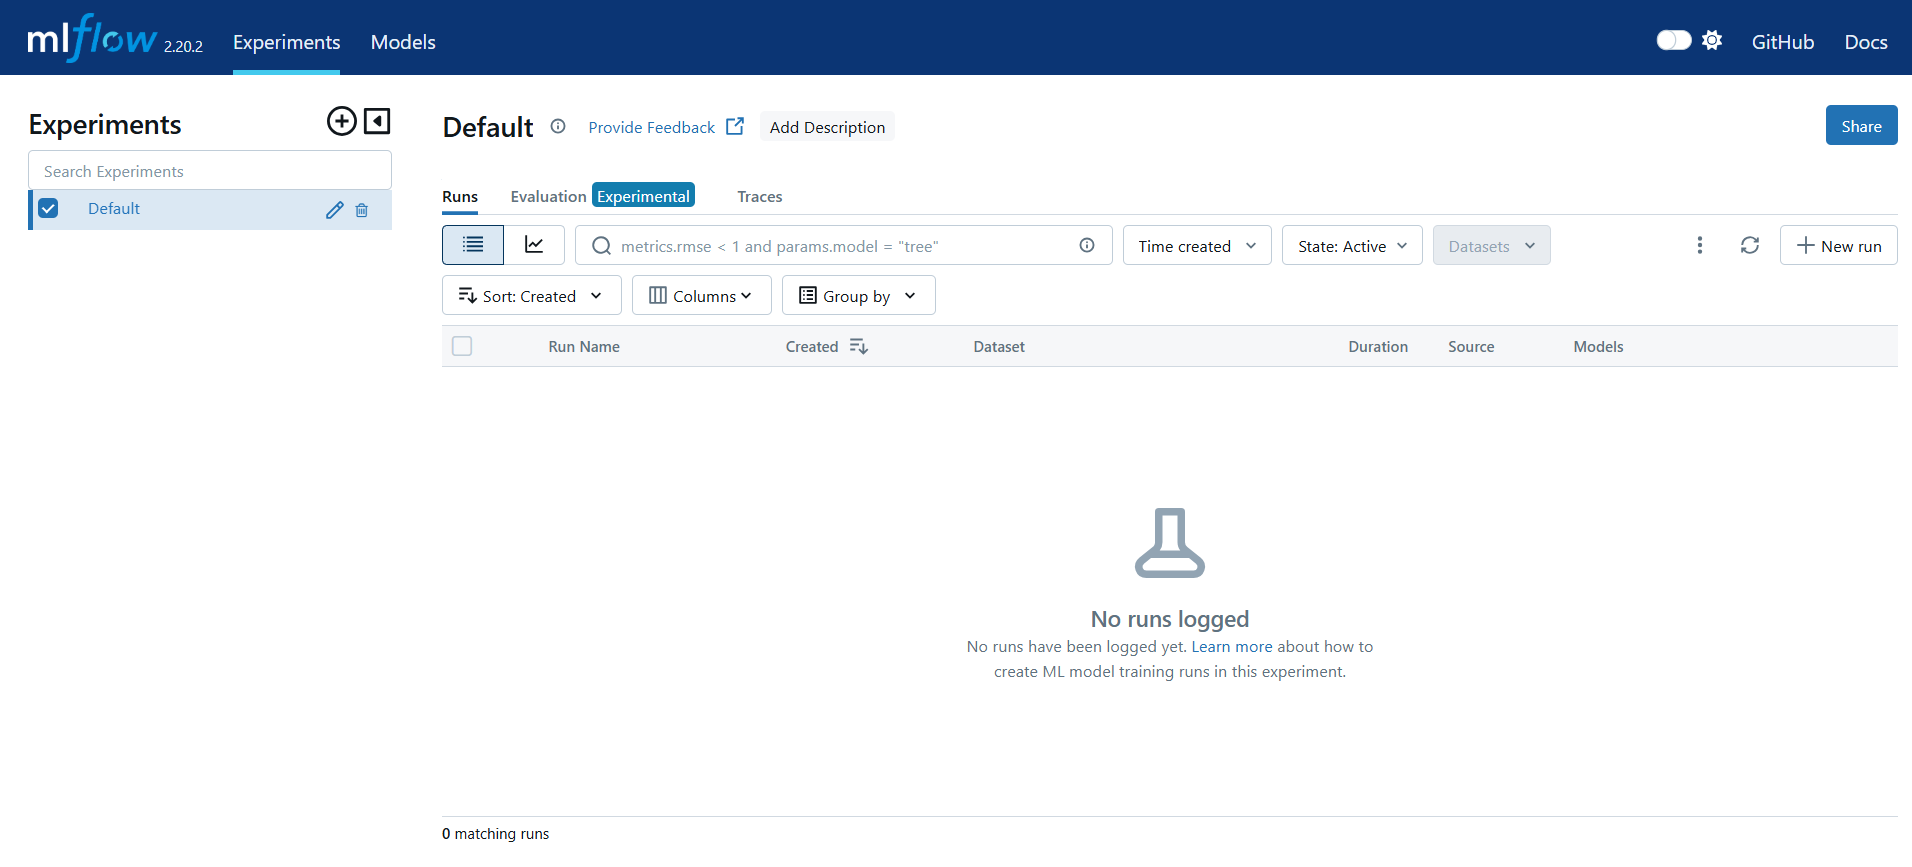 mlflow 2.20.2 Experiments Models GitHub Docs
Experiments
Search Experiments
Default
Default Provide Feedback Add Description Share
Runs Evaluation Experimental Traces
metrics.rmse < 1 and params.model = "tree" Time created State: Active Datasets New run
Sort: Created Columns Group by
Run Name Created Dataset Duration Source Models
No runs logged
No runs have been logged yet. Learn more about how to
create ML model training runs in this experiment.
0 matching runs